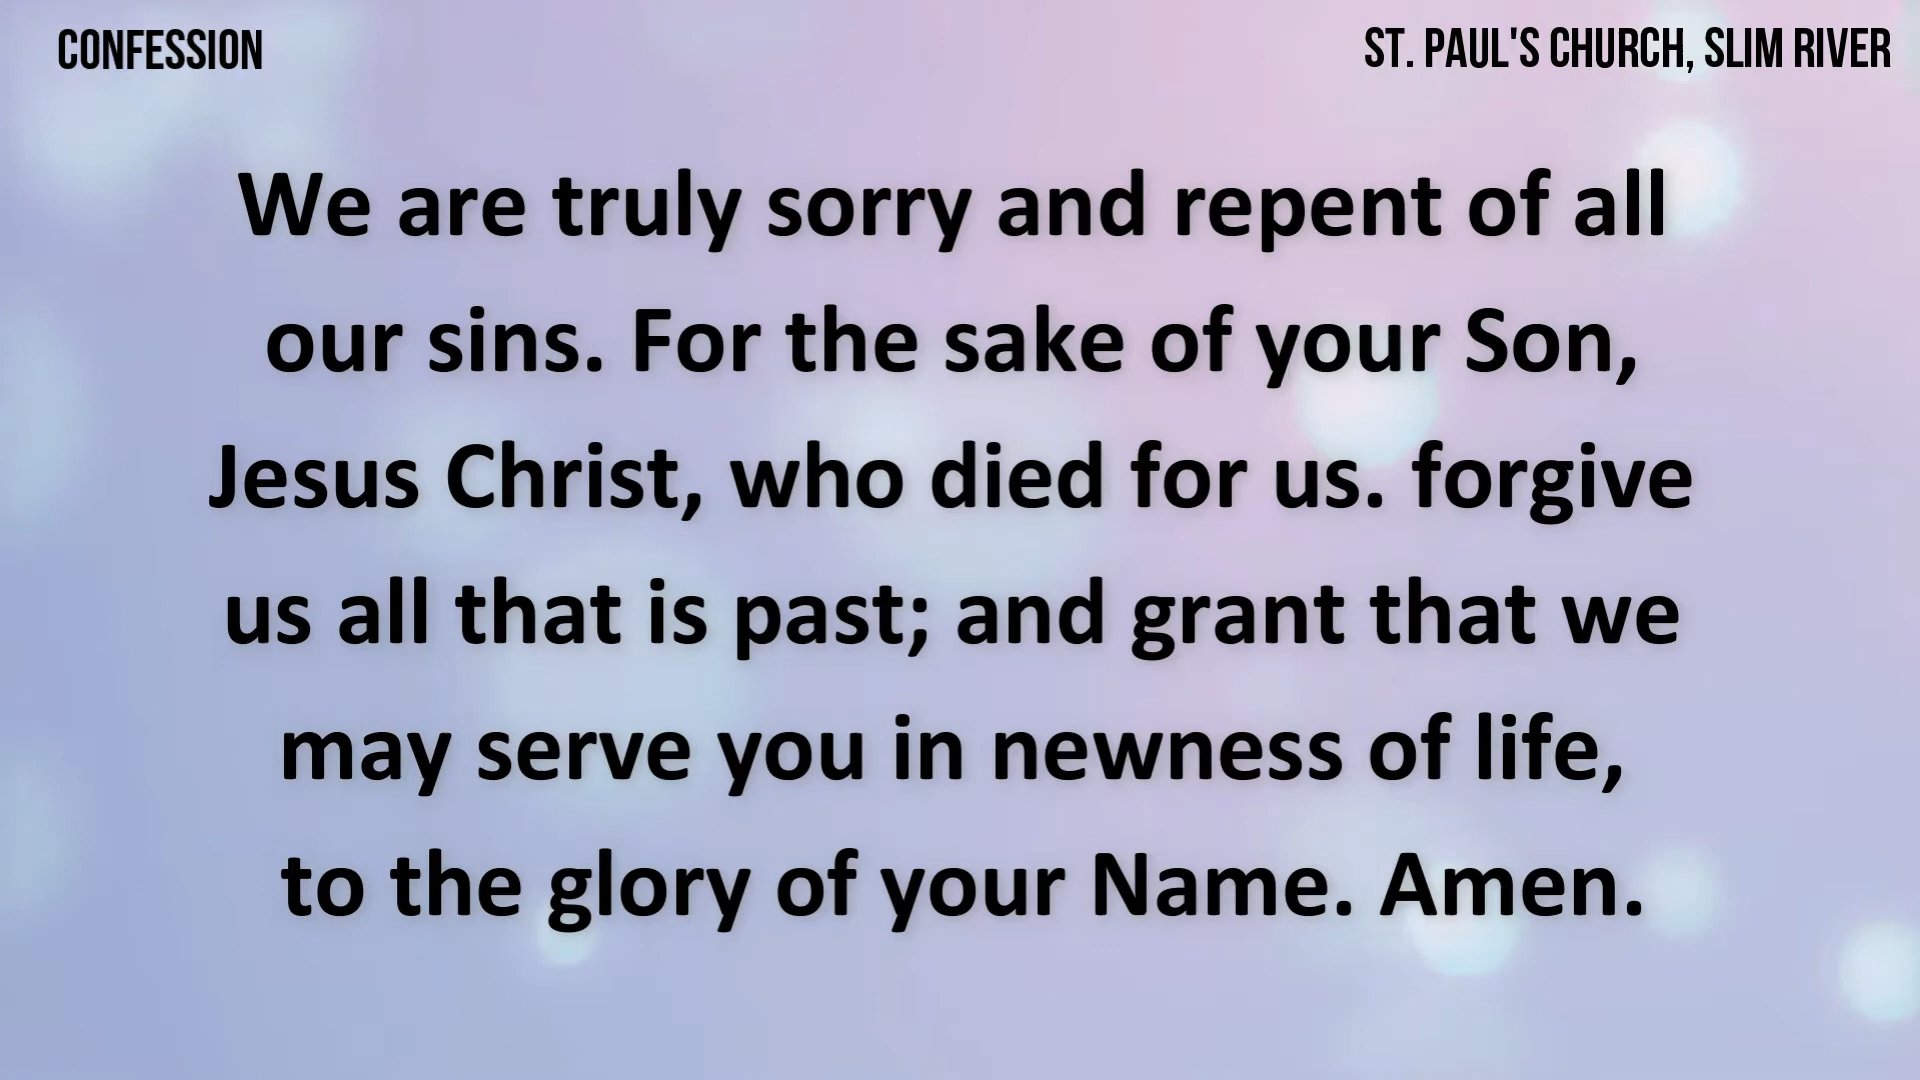 CONFESSION
ST. PAUL'S CHURCH, SLIM RIVER
We are truly sorry and repent of all
our sins. For the sake of your Son,
Jesus Christ, who died for us. forgive
us all that is past; and grant that we
may serve you in newness of life,
to the glory of your Name. Amen.